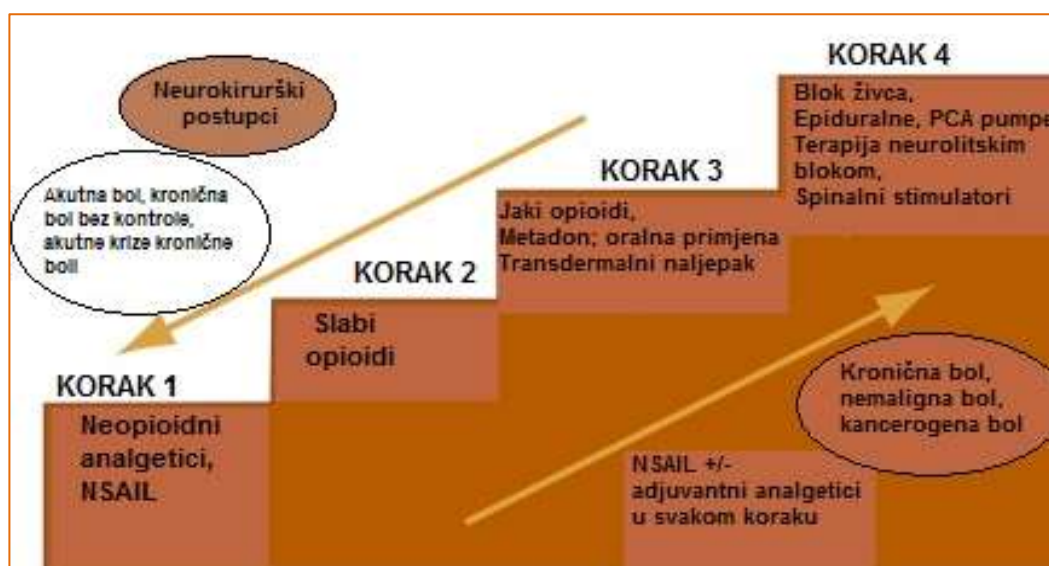 KORAK 4
Blok živca,
Epiduralne, PCA pumpe
Terapija neurolitskim
blokom,
Spinalni stimulatori
Neurokirurški
postupci
KORAK 3
Jaki opioidi,
Metadon; oralna primjena
Transdermalni naljepak
Akutna bol, kronična
bol bez kontrole,
akutne krize kronične
boli
KORAK 2
Slabi
opioidi
KORAK 1
Neopioidni
analgetici,
NSAIL
Kronična bol,
nemaligna bol,
kancerogena bol
NSAIL +/-
adjuvantni analgetici
u svakom koraku